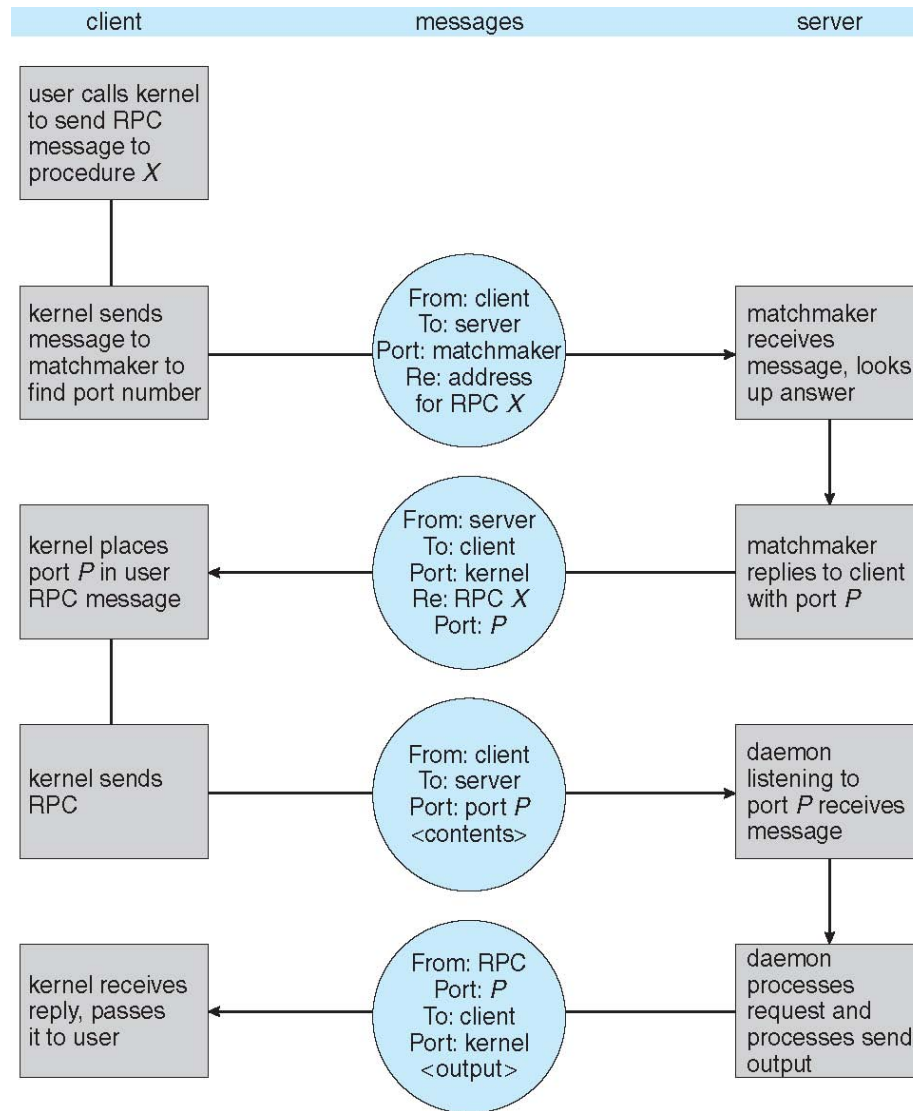 client
messages
server
user calls kernel
to send RPC
message to
procedure X
kernel sends
message to
matchmaker to
find port number
From: client
To: server
Port: matchmaker
Re: address
for RPC X
matchmaker
receives
message, looks
up answer
kernel places
port P in user
RPC message
From: server
To: client
Port: kernel
Re: RPC X
Port: P
matchmaker
replies to client
with port P
kernel sends
RPC
From: client
To: server
Port: port P
<contents>
daemon
listening to
port P receives
message
kernel receives
reply, passes
it to user
From: RPC
Port: P
To: client
Port: kernel
<output>
daemon
processes
request and
processes send
output